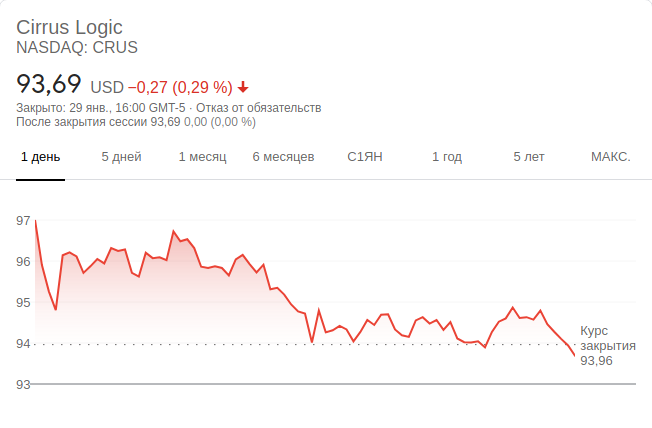 Cirrus Logic
NASDAQ: CRUS
93,69 USD −0,27 (0,29 %)
Закрыто: 29 янв., 16:00 GMT-5 · Отказ от обязательств
После закрытия сессии 93,69 0,00 (0,00 %)
1 день 5 дней 1 месяц 6 месяцев С1ЯН 1 год 5 лет МАКС.
97
96
95
94
93
Курс
закрытия
93,96